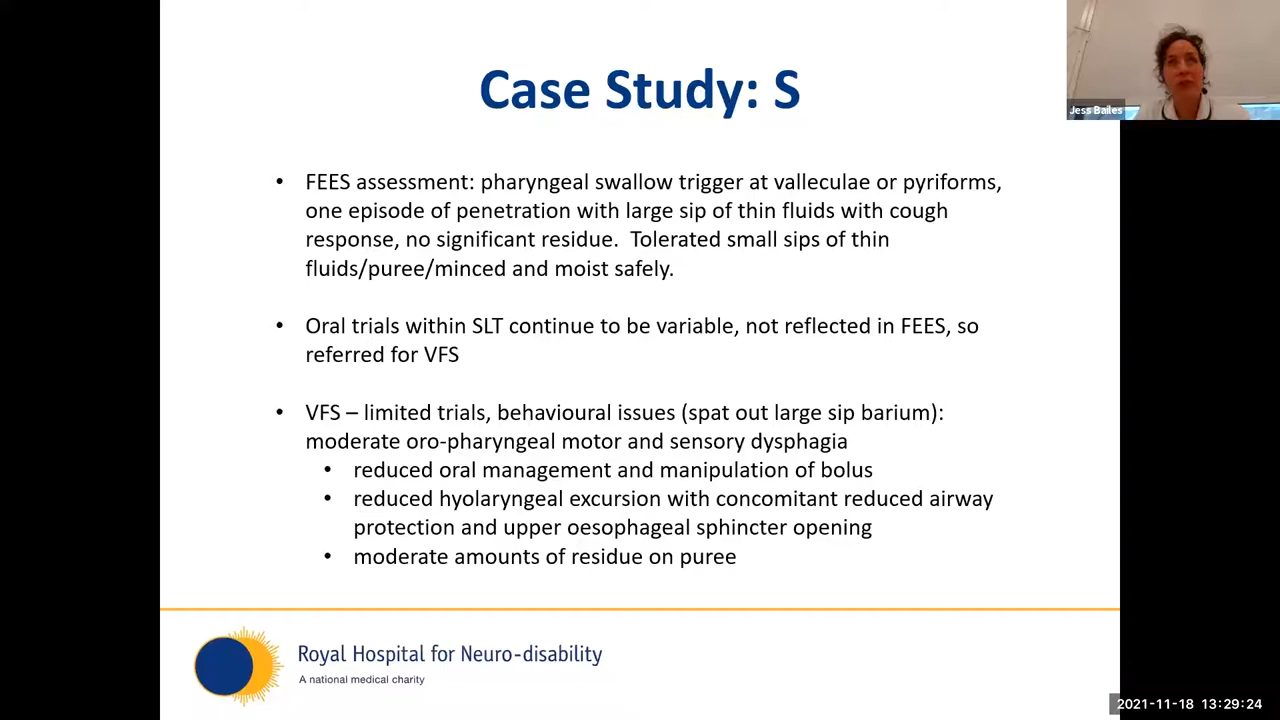 Case Study: S
Jess Bailes
• FEES assessment: pharyngeal swallow trigger at valleculae or pyriforms,
one episode of penetration with large sip of thin fluids with cough
response, no significant residue.  Tolerated small sips of thin
fluids/puree/minced and moist safely.
• Oral trials within SLT continue to be variable, not reflected in FEES, so
referred for VFS
• VFS – limited trials, behavioural issues (spat out large sip barium):
moderate oro-pharyngeal motor and sensory dysphagia
• reduced oral management and manipulation of bolus
• reduced hyolaryngeal excursion with concomitant reduced airway
protection and upper oesophageal sphincter opening
• moderate amounts of residue on puree
Royal Hospital for Neuro-disability
A national medical charity
2021-11-18 13:29:24